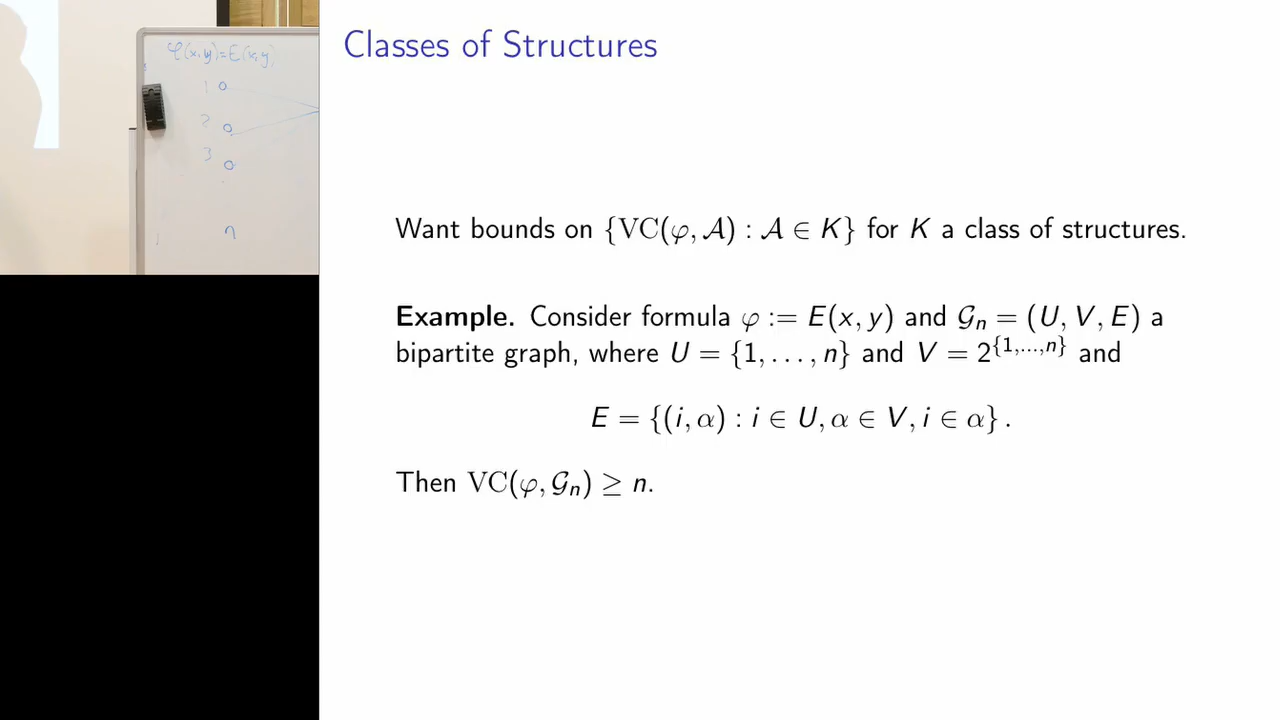 φ(x,y)=E(x,y)
1
2
3
n
Classes of Structures
Want bounds on {VC(φ, 𝒜) : 𝒜 ∈ K} for K a class of structures.
Example. Consider formula φ := E(x, y) and 𝒢ₙ = (U, V, E) a
bipartite graph, where U = {1, . . . , n} and V = 2^{1,...,n} and
E = {(i, α) : i ∈ U, α ∈ V, i ∈ α} .
Then VC(φ, 𝒢ₙ) ≥ n.